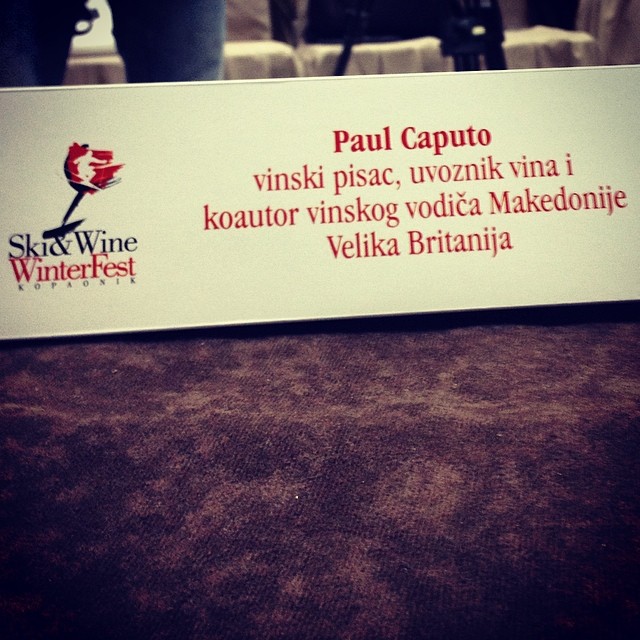 Ski&Wine
WinterFest
KOPAONIK
Paul Caputo
vinski pisac, uvoznik vina i
koautor vinskog vodiča Makedonije
Velika Britanija